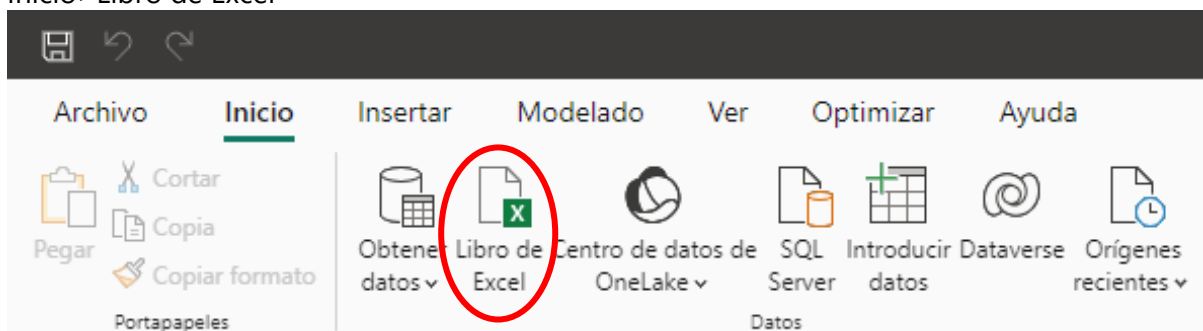 Inicio> Libro de Excel
Archivo Inicio Insertar Modelado Ver Optimizar Ayuda
Pegar
Cortar
Copia
Copiar formato
Portapapeles
Obtener datos
Libro de Excel
Centro de datos de OneLake
SQL Server
Introducir datos
Dataverse
Orígenes recientes
Datos